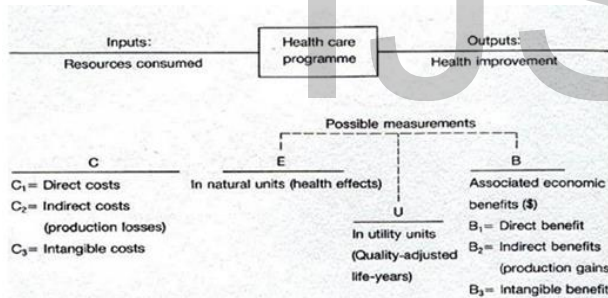 Inputs:
Resources consumed
Health care
programme
Outputs:
Health improvement
Possible measurements
C
C₁= Direct costs
C₂= Indirect costs
(production losses)
C₃= Intangible costs
E
In natural units (health effects)
U
In utility units
(Quality-adjusted
life-years)
B
Associated economic
benefits ($)
B₁= Direct benefit
B₂= Indirect benefits
(production gains
B₃= Intangible benefit